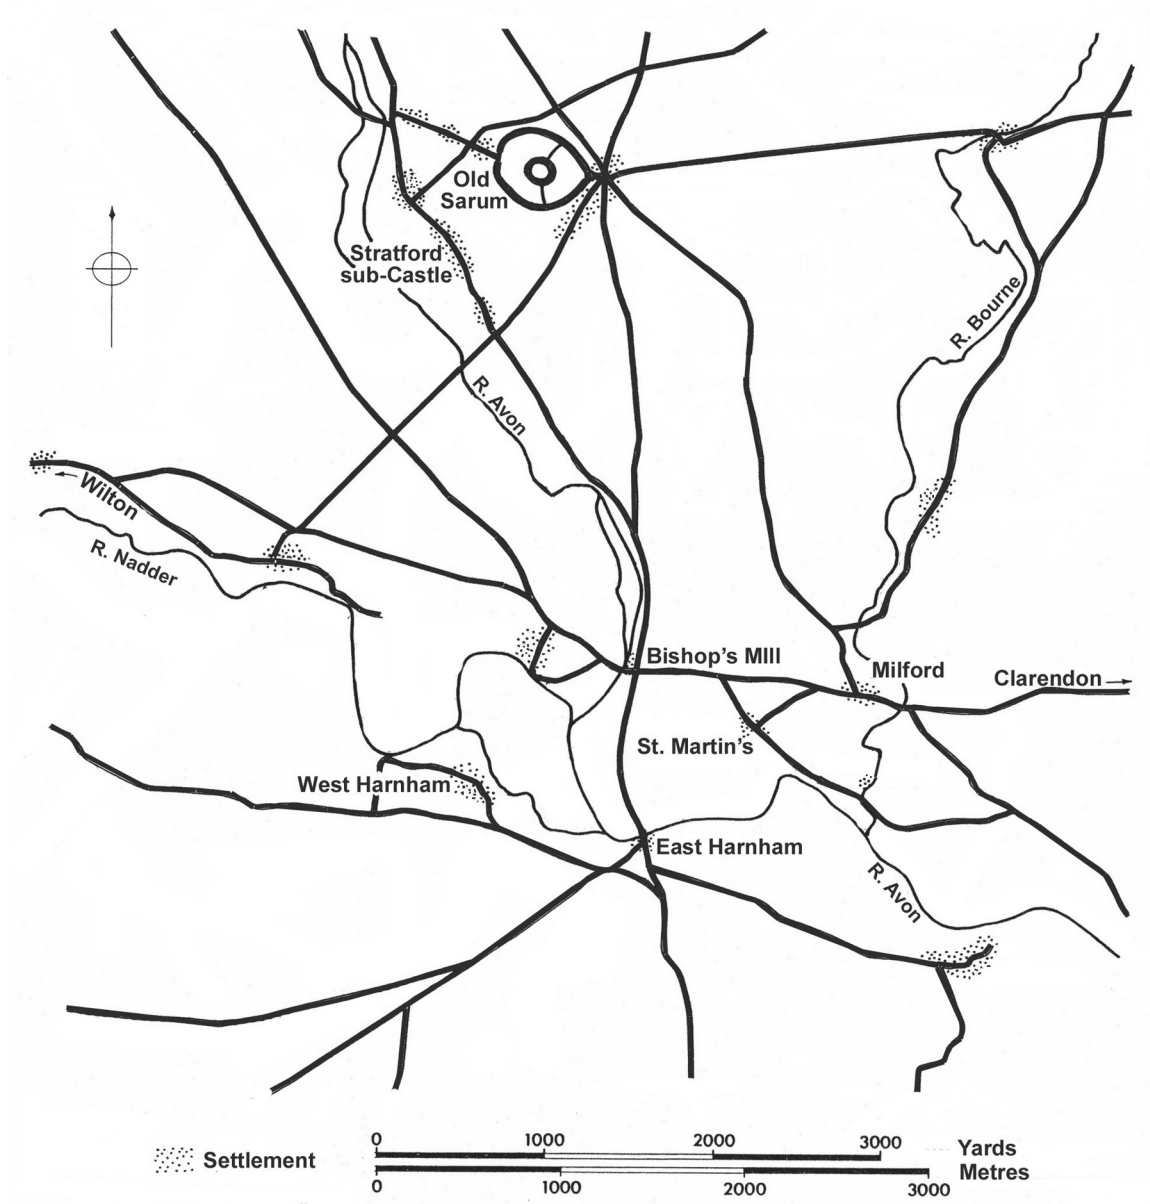 Old
Sarum
Stratford
sub-Castle
R. Bourne
R. Avon
Wilton
R. Nadder
Bishop's MIll
Milford
Clarendon
St. Martin's
West Harnham
East Harnham
R. Avon
0 1000 2000 3000 Yards
Settlement
Metres
0 1000 2000 3000